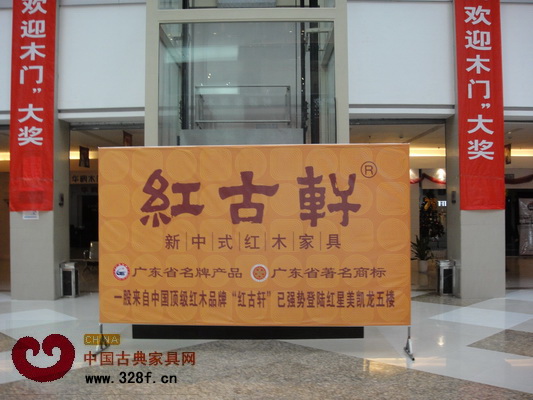 欢迎木门”大奖
欢迎木门”大奖
紅古軒®
新中式红木家具
广东省名牌产品 广东省著名商标
一股来自中国顶级红木品牌“红古轩”已强势登陆红星美凯龙五楼
CHINA
中国古典家具网
www.328f.cn